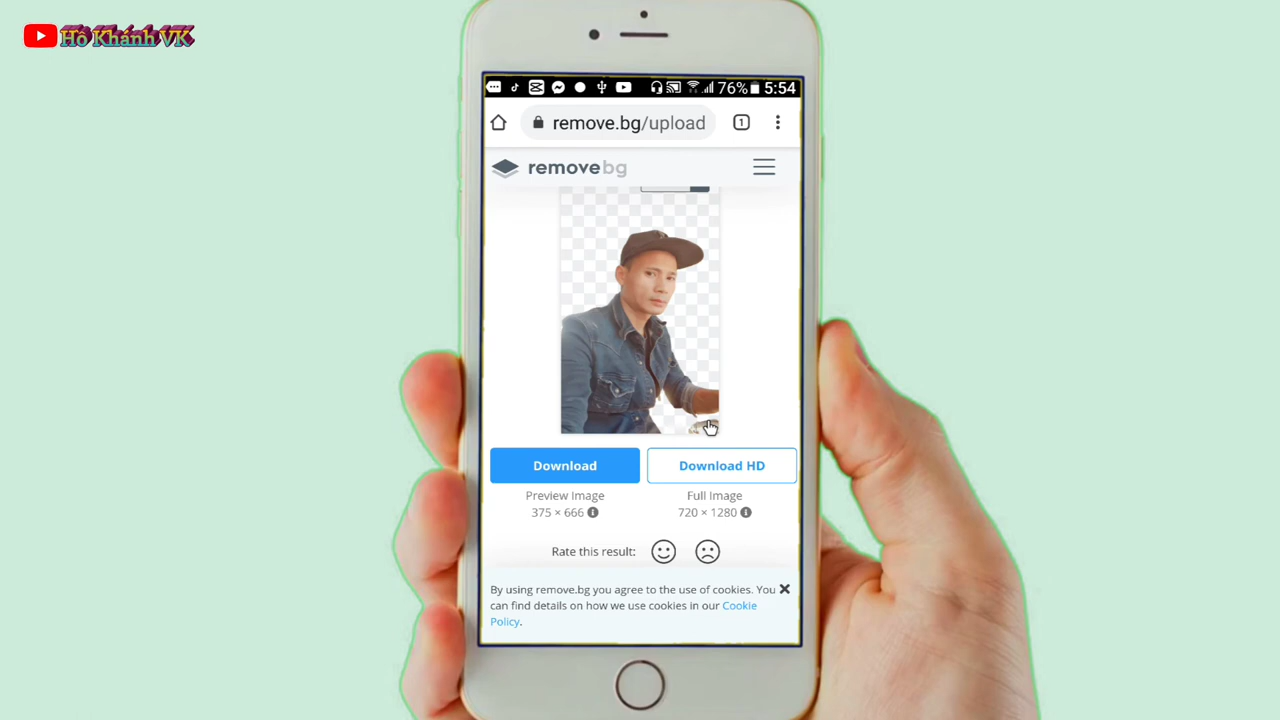 Hồ Khánh VK
76% 5:54
remove.bg/upload
1
removebg
Download
Download HD
Preview Image
375 × 666
Full Image
720 × 1280
Rate this result:
By using remove.bg you agree to the use of cookies. You
can find details on how we use cookies in our Cookie
Policy.